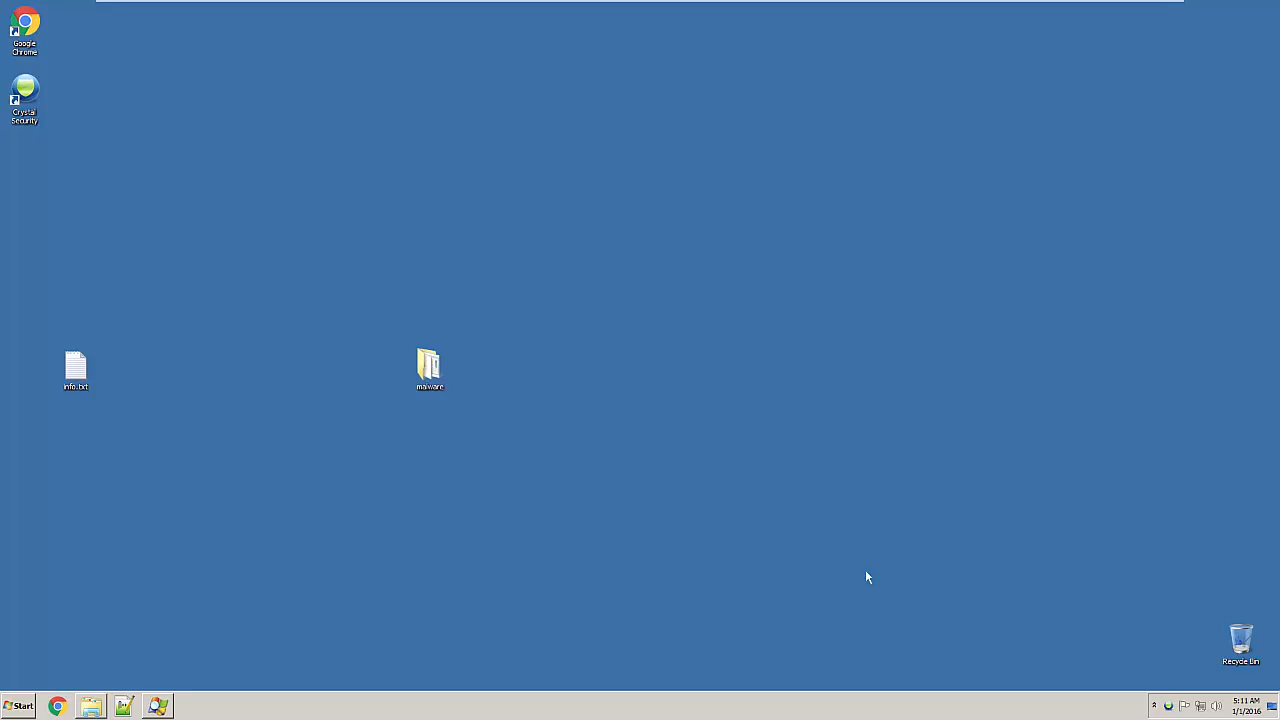 Google
Chrome
Crystal
Security
info.txt
malware
Recycle Bin
Start
5:11 AM
1/1/2016